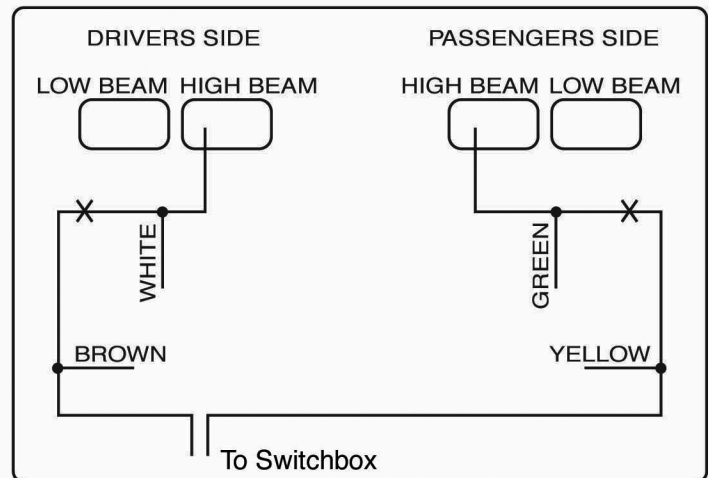 DRIVERS SIDE PASSENGERS SIDE
LOW BEAM HIGH BEAM HIGH BEAM LOW BEAM
WHITE GREEN
BROWN YELLOW
To Switchbox